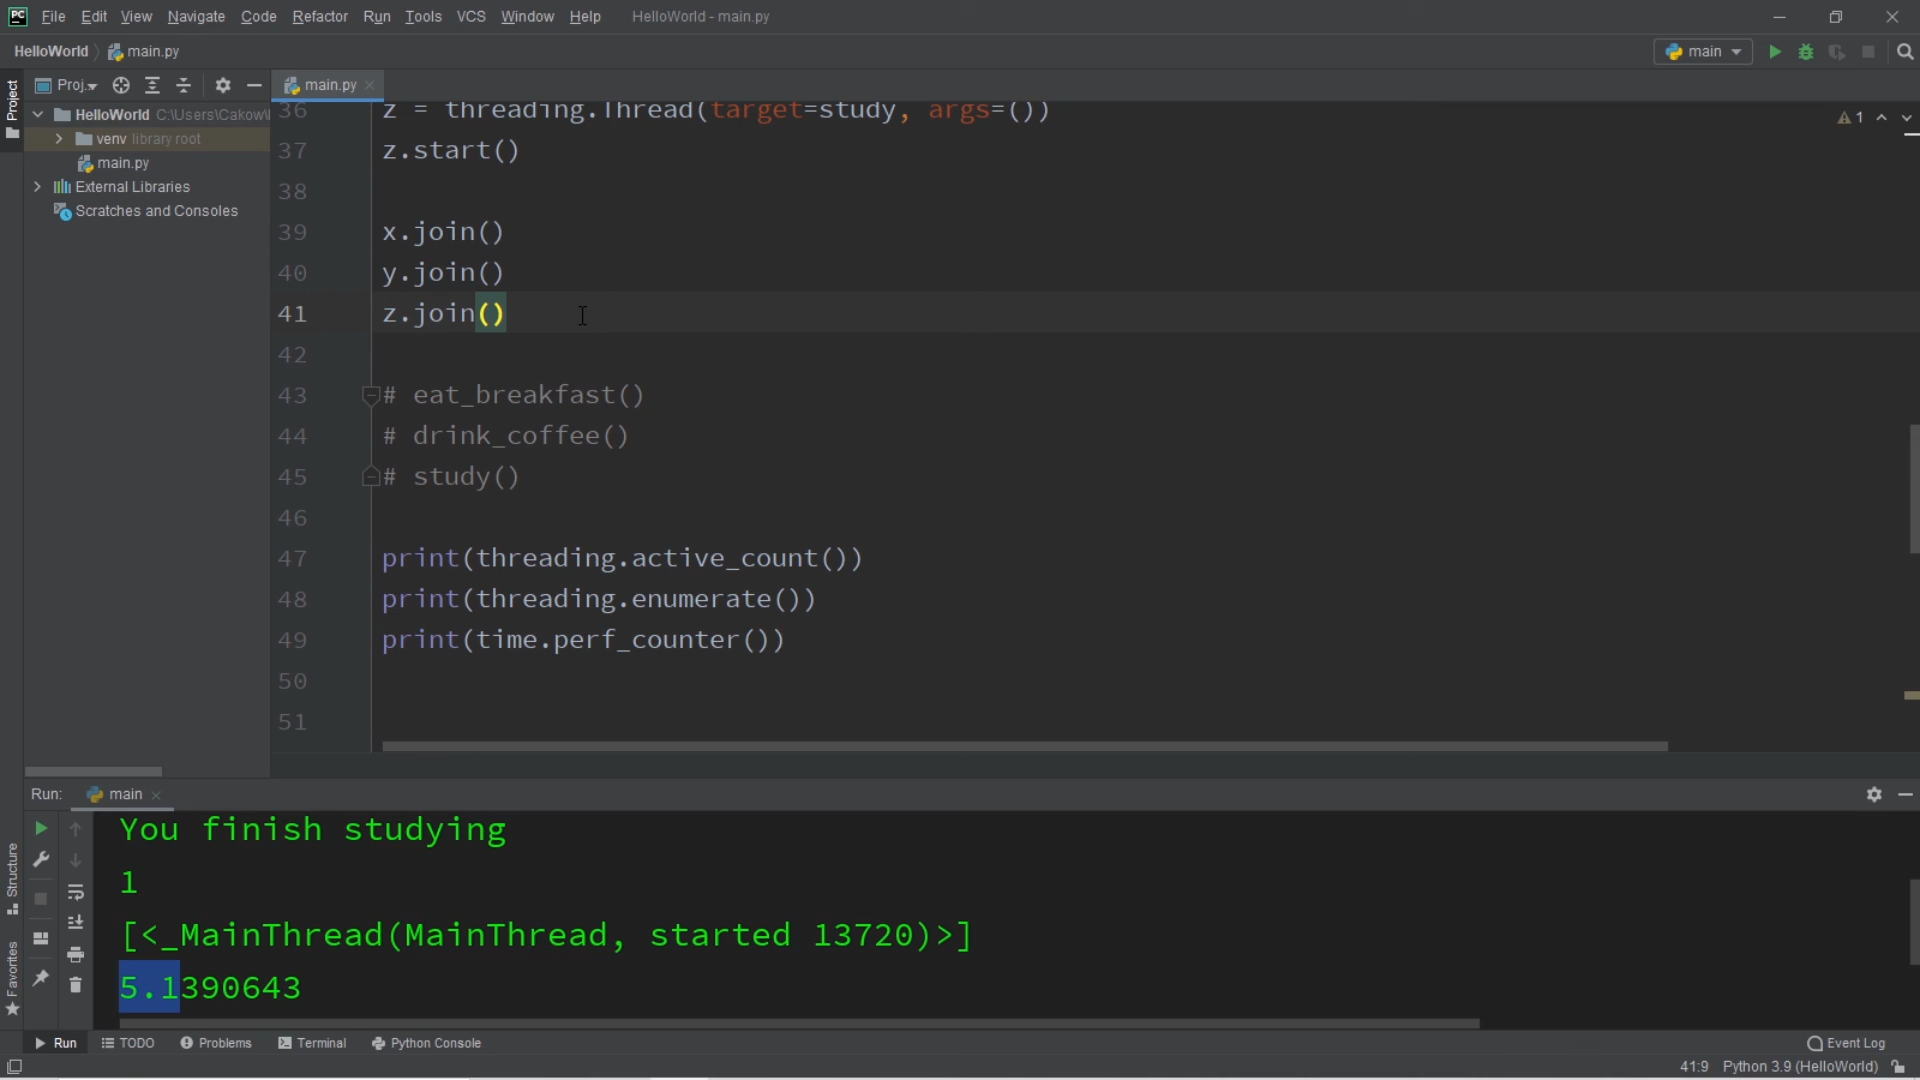 PC File Edit View Navigate Code Refactor Run Tools VCS Window Help HelloWorld - main.py
HelloWorld main.py
main
Project
Proj.
main.py
HelloWorld C:\Users\Cakow\
venv library root
main.py
External Libraries
Scratches and Consoles
1
36 z = threading.Thread(target=study, args=())
37 z.start()
38
39 x.join()
40 y.join()
41 z.join()
42
43 # eat_breakfast()
44 # drink_coffee()
45 # study()
46
47 print(threading.active_count())
48 print(threading.enumerate())
49 print(time.perf_counter())
50
51
Run: main
Structure
Favorites
You finish studying
1
[<_MainThread(MainThread, started 13720)>]
5.1390643
Run TODO Problems Terminal Python Console Event Log
41:9 Python 3.9 (HelloWorld)